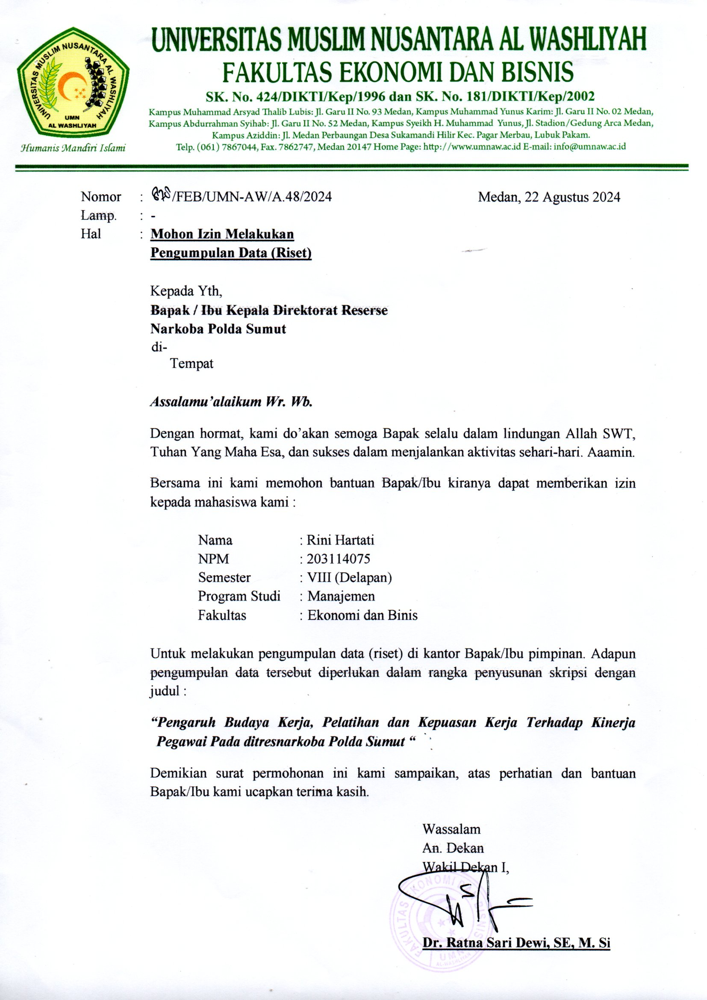 UNIVERSITAS MUSLIM NUSANTARA AL WASHLIYAH
UMN
AL WASHLIYAH
Humanis Mandiri Islami
UNIVERSITAS MUSLIM NUSANTARA AL WASHLIYAH
FAKULTAS EKONOMI DAN BISNIS
SK. No. 424/DIKTI/Kep/1996 dan SK. No. 181/DIKTI/Kep/2002
Kampus Muhammad Arsyad Thalib Lubis: Jl. Garu II No. 93 Medan, Kampus Muhammad Yunus Karim: Jl. Garu II No. 02 Medan,
Kampus Abdurrahman Syihab: Jl. Garu II No. 52 Medan, Kampus Syeikh H. Muhammad Yunus, Jl. Stadion/Gedung Arca Medan,
Kampus Aziddin: Jl. Medan Perbaungan Desa Sukamandi Hilir Kec. Pagar Merbau, Lubuk Pakam.
Telp. (061) 7867044, Fax. 7862747, Medan 20147 Home Page: http://www.umnaw.ac.id E-mail: info@umnaw.ac.id
Nomor : /FEB/UMN-AW/A.48/2024 Medan, 22 Agustus 2024
Lamp. : -
Hal : Mohon Izin Melakukan
Pengumpulan Data (Riset)
Kepada Yth,
Bapak / Ibu Kepala Direktorat Reserse
Narkoba Polda Sumut
di-
Tempat
Assalamu’alaikum Wr. Wb.
Dengan hormat, kami do’akan semoga Bapak selalu dalam lindungan Allah SWT,
Tuhan Yang Maha Esa, dan sukses dalam menjalankan aktivitas sehari-hari. Aaamin.
Bersama ini kami memohon bantuan Bapak/Ibu kiranya dapat memberikan izin
kepada mahasiswa kami :
Nama : Rini Hartati
NPM : 203114075
Semester : VIII (Delapan)
Program Studi : Manajemen
Fakultas : Ekonomi dan Binis
Untuk melakukan pengumpulan data (riset) di kantor Bapak/Ibu pimpinan. Adapun
pengumpulan data tersebut diperlukan dalam rangka penyusunan skripsi dengan
judul :
“Pengaruh Budaya Kerja, Pelatihan dan Kepuasan Kerja Terhadap Kinerja
Pegawai Pada ditresnarkoba Polda Sumut “
Demikian surat permohonan ini kami sampaikan, atas perhatian dan bantuan
Bapak/Ibu kami ucapkan terima kasih.
Wassalam
An. Dekan
Wakil Dekan I,
FAKULTAS EKONOMI DAN BISNIS
UMN
AL-WASHLIYAH
Dr. Ratna Sari Dewi, SE, M. Si